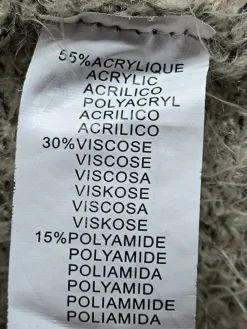 55%ACRYLIQUE
ACRYLIC
ACRILICO
POLYACRYL
ACRILICO
ACRILICO
30%VISCOSE
VISCOSE
VISCOSA
VISKOSE
VISCOSA
VISKOSE
15%POLYAMIDE
POLYAMIDE
POLIAMIDA
POLYAMID
POLIAMMIDE
POLIAMIDA